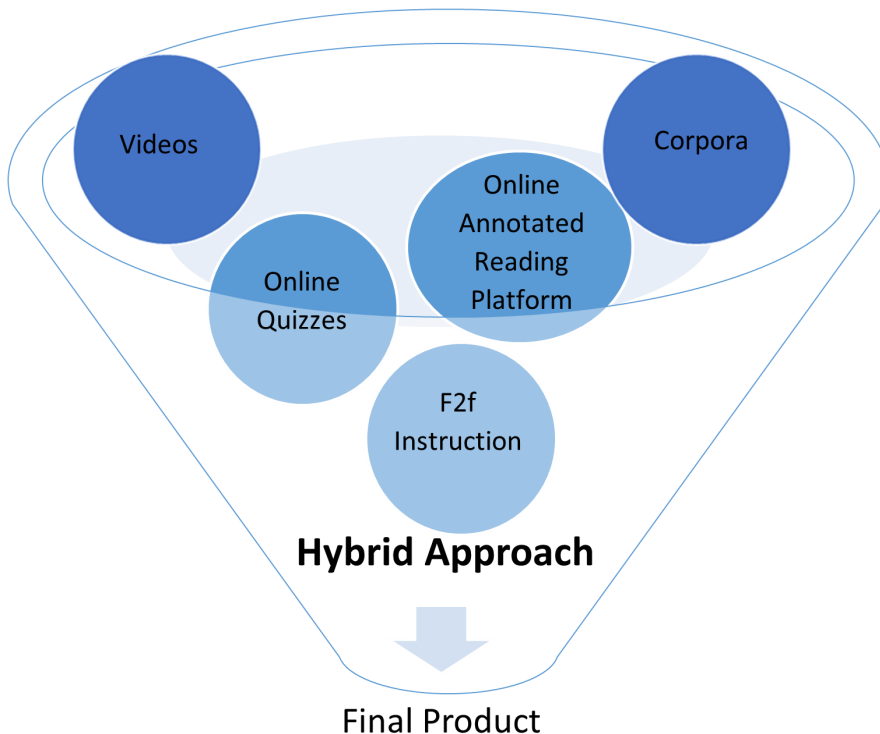 Videos
Corpora
Online
Annotated
Reading
Platform
Online
Quizzes
F2f
Instruction
Hybrid Approach
Final Product